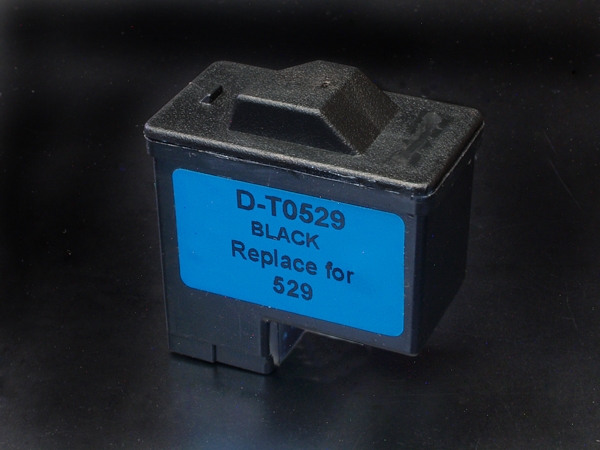 D-T0529
BLACK
Replace for
529